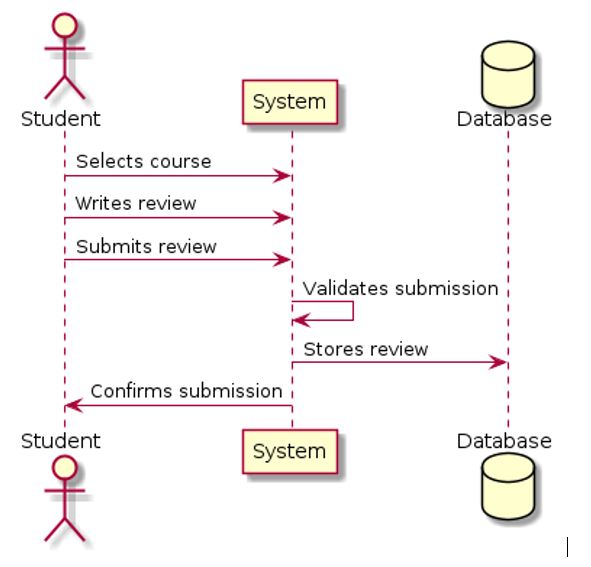 Student
System
Database
Selects course
Writes review
Submits review
Validates submission
Stores review
Confirms submission
Student
System
Database